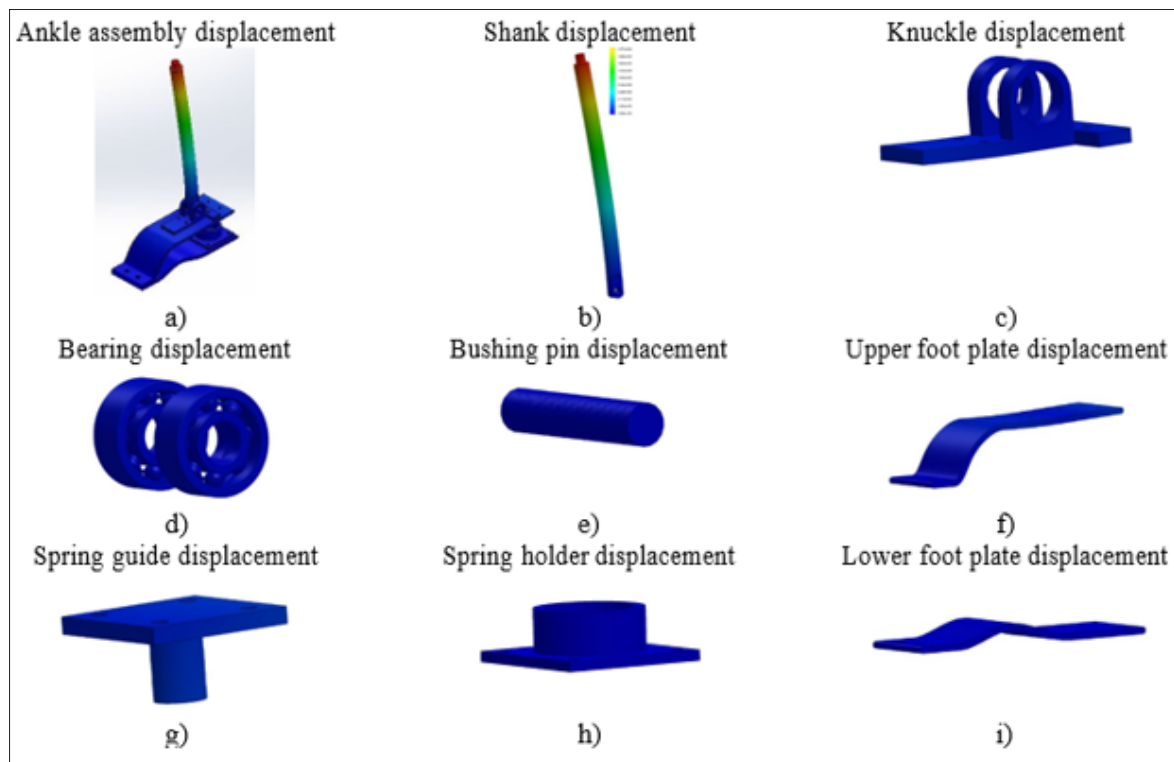 Ankle assembly displacement
Shank displacement
Knuckle displacement
a)
b)
c)
Bearing displacement
Bushing pin displacement
Upper foot plate displacement
d)
e)
f)
Spring guide displacement
Spring holder displacement
Lower foot plate displacement
g)
h)
i)